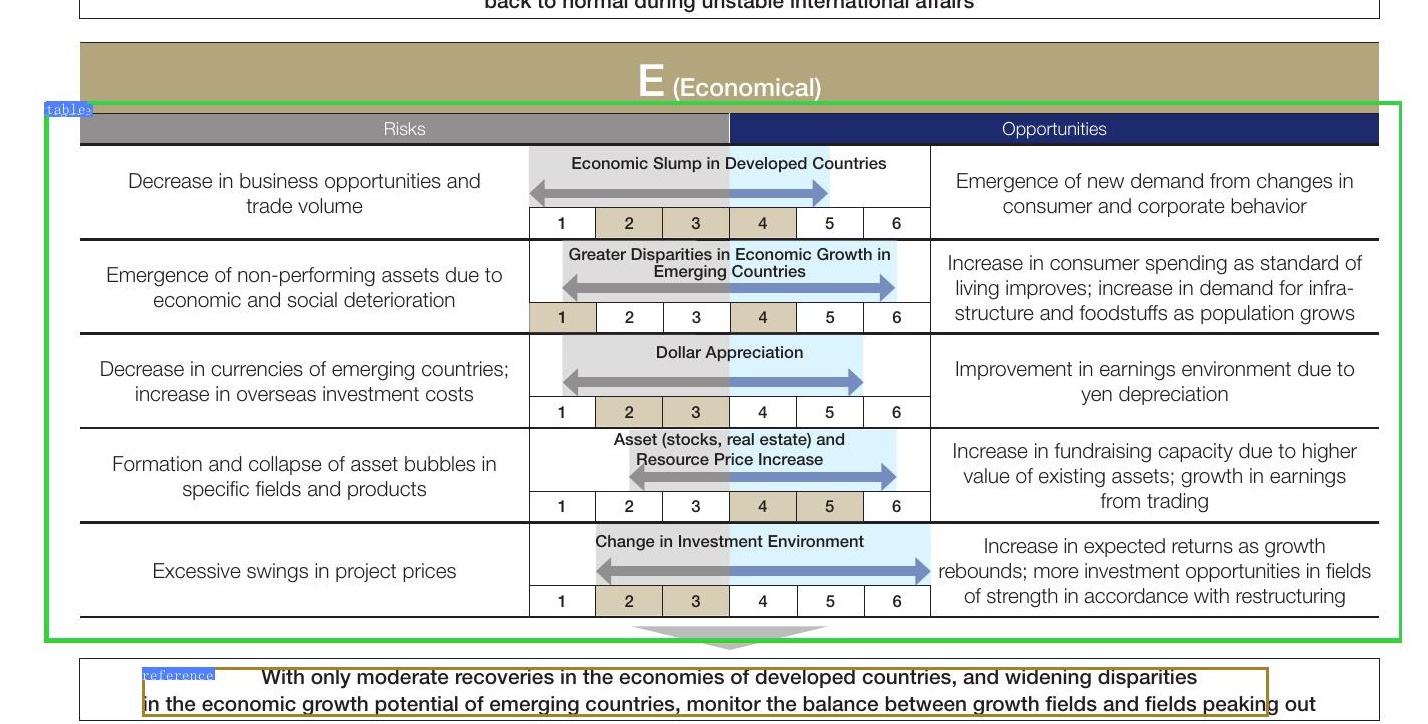 back to normal during unstable international affairs
E (Economical)
table
Risks
Opportunities
Decrease in business opportunities and
trade volume
Economic Slump in Developed Countries
1 2 3 4 5 6
Emergence of new demand from changes in
consumer and corporate behavior
Emergence of non-performing assets due to
economic and social deterioration
Greater Disparities in Economic Growth in
Emerging Countries
1 2 3 4 5 6
Increase in consumer spending as standard of
living improves; increase in demand for infra-
structure and foodstuffs as population grows
Decrease in currencies of emerging countries;
increase in overseas investment costs
Dollar Appreciation
1 2 3 4 5 6
Improvement in earnings environment due to
yen depreciation
Formation and collapse of asset bubbles in
specific fields and products
Asset (stocks, real estate) and
Resource Price Increase
1 2 3 4 5 6
Increase in fundraising capacity due to higher
value of existing assets; growth in earnings
from trading
Excessive swings in project prices
Change in Investment Environment
1 2 3 4 5 6
Increase in expected returns as growth
rebounds; more investment opportunities in fields
of strength in accordance with restructuring
reference
With only moderate recoveries in the economies of developed countries, and widening disparities
in the economic growth potential of emerging countries, monitor the balance between growth fields and fields peaking out